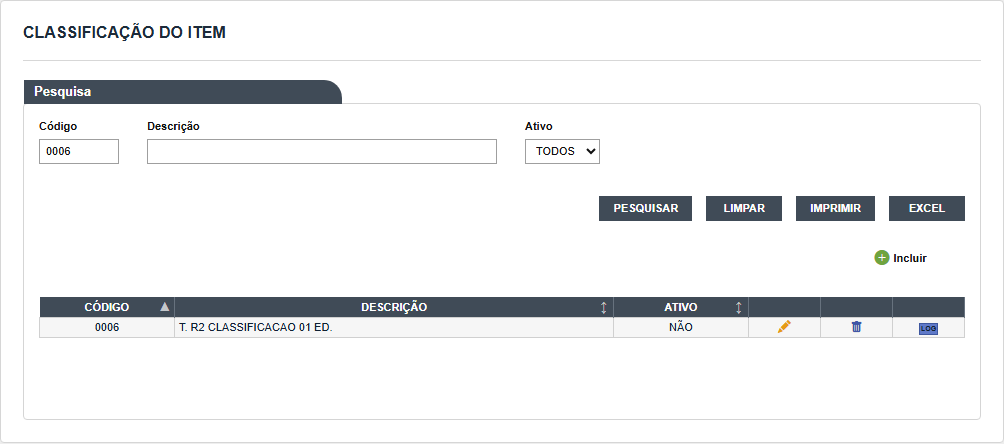 CLASSIFICAÇÃO DO ITEM
Pesquisa
Código Descrição Ativo
0006 TODOS
PESQUISAR LIMPAR IMPRIMIR EXCEL
Incluir
CÓDIGO DESCRIÇÃO ATIVO
0006 T. R2 CLASSIFICACAO 01 ED. NÃO LOG